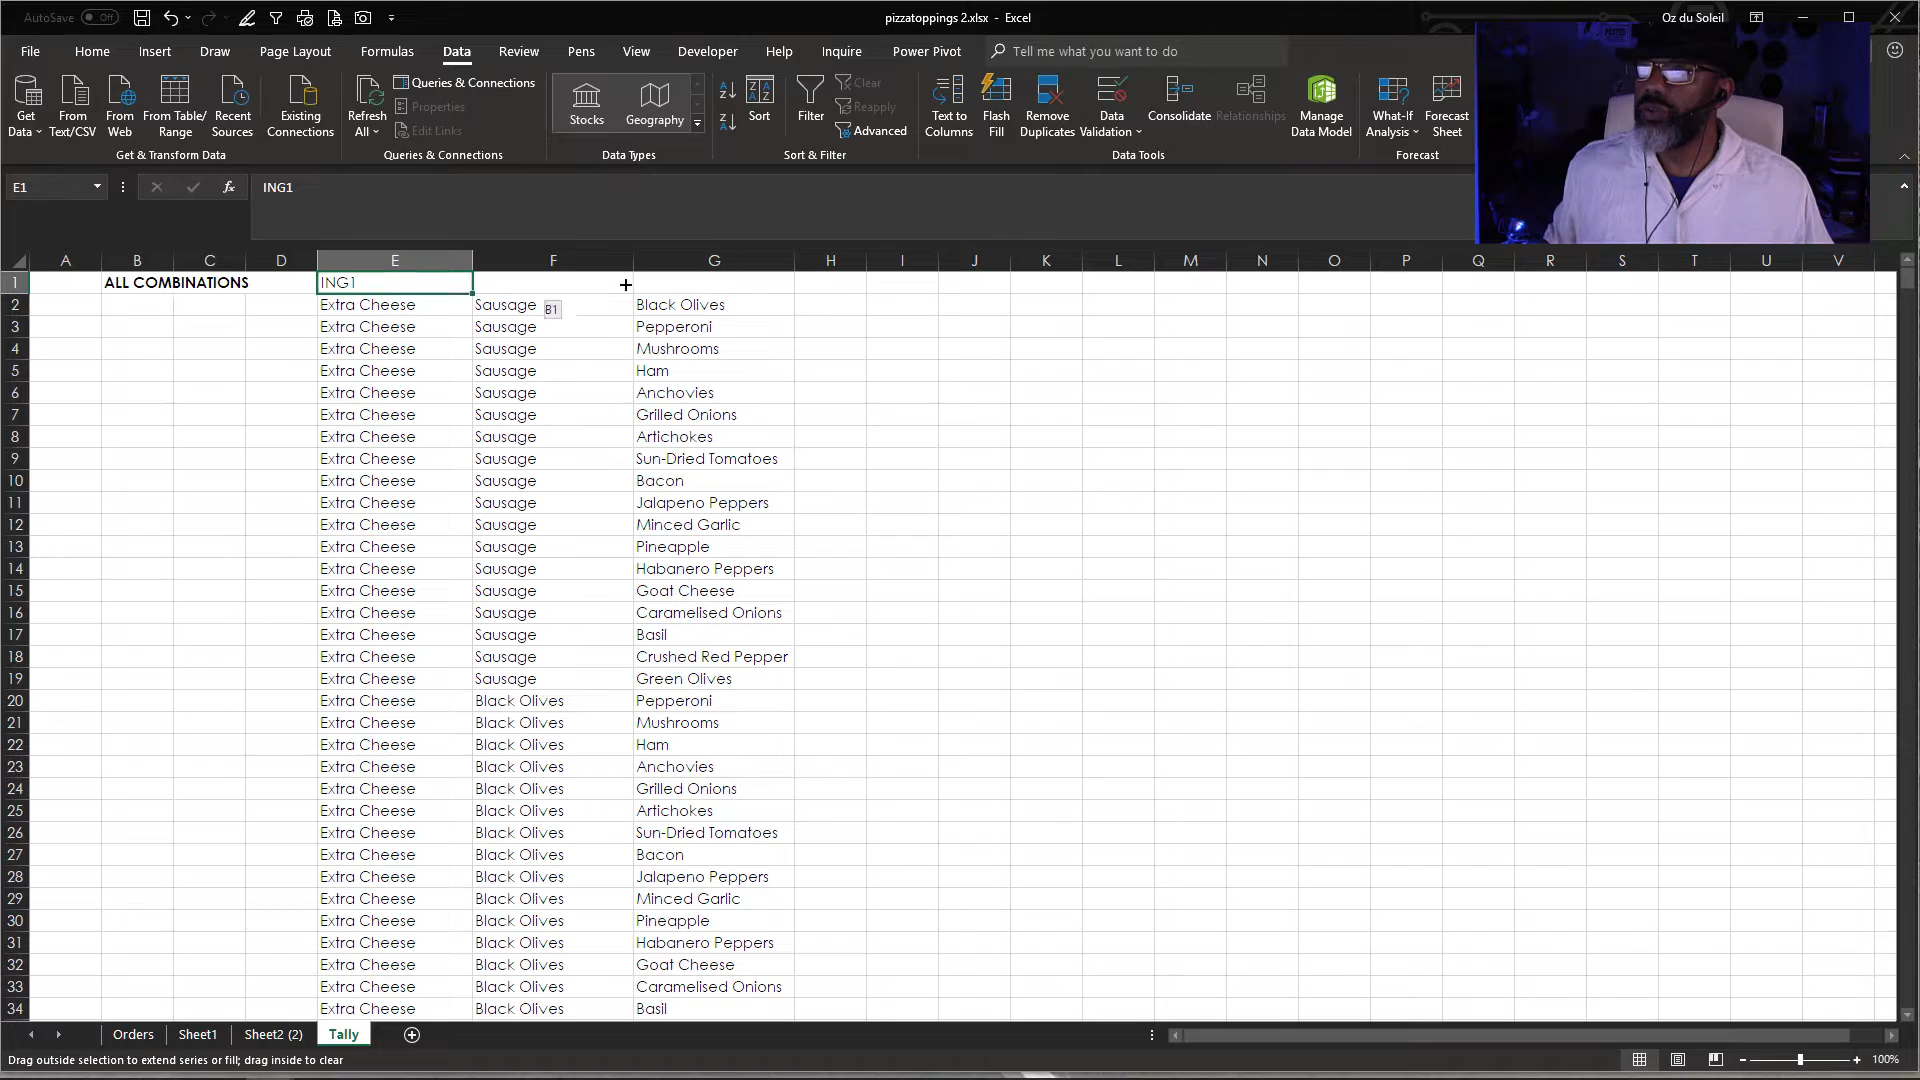 AutoSave Off
pizzatoppings 2.xlsx - Excel
Oz du Soleil
File Home Insert Draw Page Layout Formulas Data Review Pens View Developer Help Inquire Power Pivot Tell me what you want to do
Get Data
From Text/CSV
From Web
From Table/Range
Recent Sources
Existing Connections
Get & Transform Data
Refresh All
Queries & Connections
Properties
Edit Links
Queries & Connections
Stocks
Geography
Data Types
Sort
Filter
Clear
Reapply
Advanced
Sort & Filter
Text to Columns
Flash Fill
Remove Duplicates
Data Validation
Consolidate
Relationships
Manage Data Model
Data Tools
What-If Analysis
Forecast Sheet
Forecast
E1 fx ING1
A B C D E F G H I J K L M N O P Q R S T U V
1 ALL COMBINATIONS ING1
2 Extra Cheese Sausage B1 Black Olives
3 Extra Cheese Sausage Pepperoni
4 Extra Cheese Sausage Mushrooms
5 Extra Cheese Sausage Ham
6 Extra Cheese Sausage Anchovies
7 Extra Cheese Sausage Grilled Onions
8 Extra Cheese Sausage Artichokes
9 Extra Cheese Sausage Sun-Dried Tomatoes
10 Extra Cheese Sausage Bacon
11 Extra Cheese Sausage Jalapeno Peppers
12 Extra Cheese Sausage Minced Garlic
13 Extra Cheese Sausage Pineapple
14 Extra Cheese Sausage Habanero Peppers
15 Extra Cheese Sausage Goat Cheese
16 Extra Cheese Sausage Caramelised Onions
17 Extra Cheese Sausage Basil
18 Extra Cheese Sausage Crushed Red Pepper
19 Extra Cheese Sausage Green Olives
20 Extra Cheese Black Olives Pepperoni
21 Extra Cheese Black Olives Mushrooms
22 Extra Cheese Black Olives Ham
23 Extra Cheese Black Olives Anchovies
24 Extra Cheese Black Olives Grilled Onions
25 Extra Cheese Black Olives Artichokes
26 Extra Cheese Black Olives Sun-Dried Tomatoes
27 Extra Cheese Black Olives Bacon
28 Extra Cheese Black Olives Jalapeno Peppers
29 Extra Cheese Black Olives Minced Garlic
30 Extra Cheese Black Olives Pineapple
31 Extra Cheese Black Olives Habanero Peppers
32 Extra Cheese Black Olives Goat Cheese
33 Extra Cheese Black Olives Caramelised Onions
34 Extra Cheese Black Olives Basil
Orders Sheet1 Sheet2 (2) Tally
Drag outside selection to extend series or fill; drag inside to clear
100%